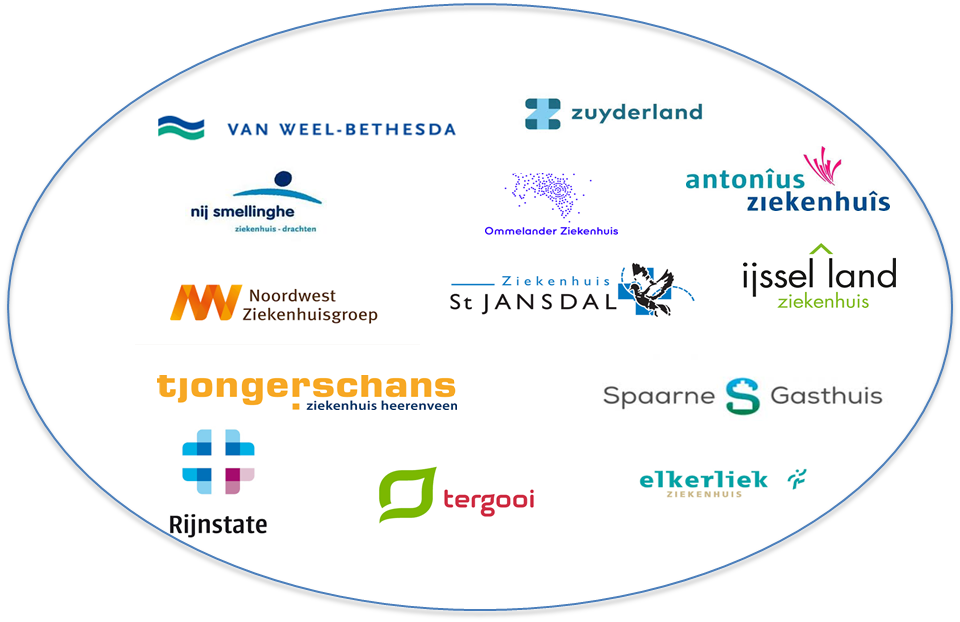 VAN WEEL-BETHESDA
zuyderland
nij smellinghe
ziekenhuis - drachten
Ommelander Ziekenhuis
antonîus
ziekenhuîs
Noordwest
Ziekenhuisgroep
Ziekenhuis
St JANSDAL
ijssel land
ziekenhuis
tjongerschans
ziekenhuis heerenveen
Spaarne Gasthuis
Rijnstate
tergooi
elkerliek
ZIEKENHUIS